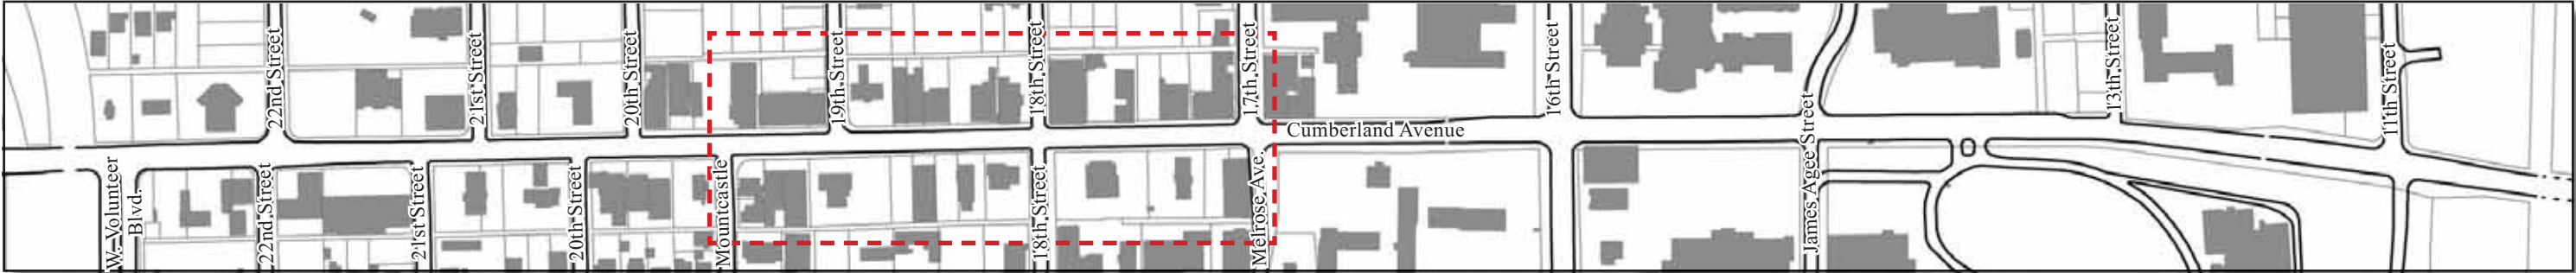 22nd Street
21st Street
20th Street
19th Street
18th Street
17th Street
16th Street
13th Street
11th Street
Cumberland Avenue
W. Volunteer
Blvd.
22nd Street
21st Street
20th Street
Mountcastle
18th Street
Melrose Ave.
James Agee Street